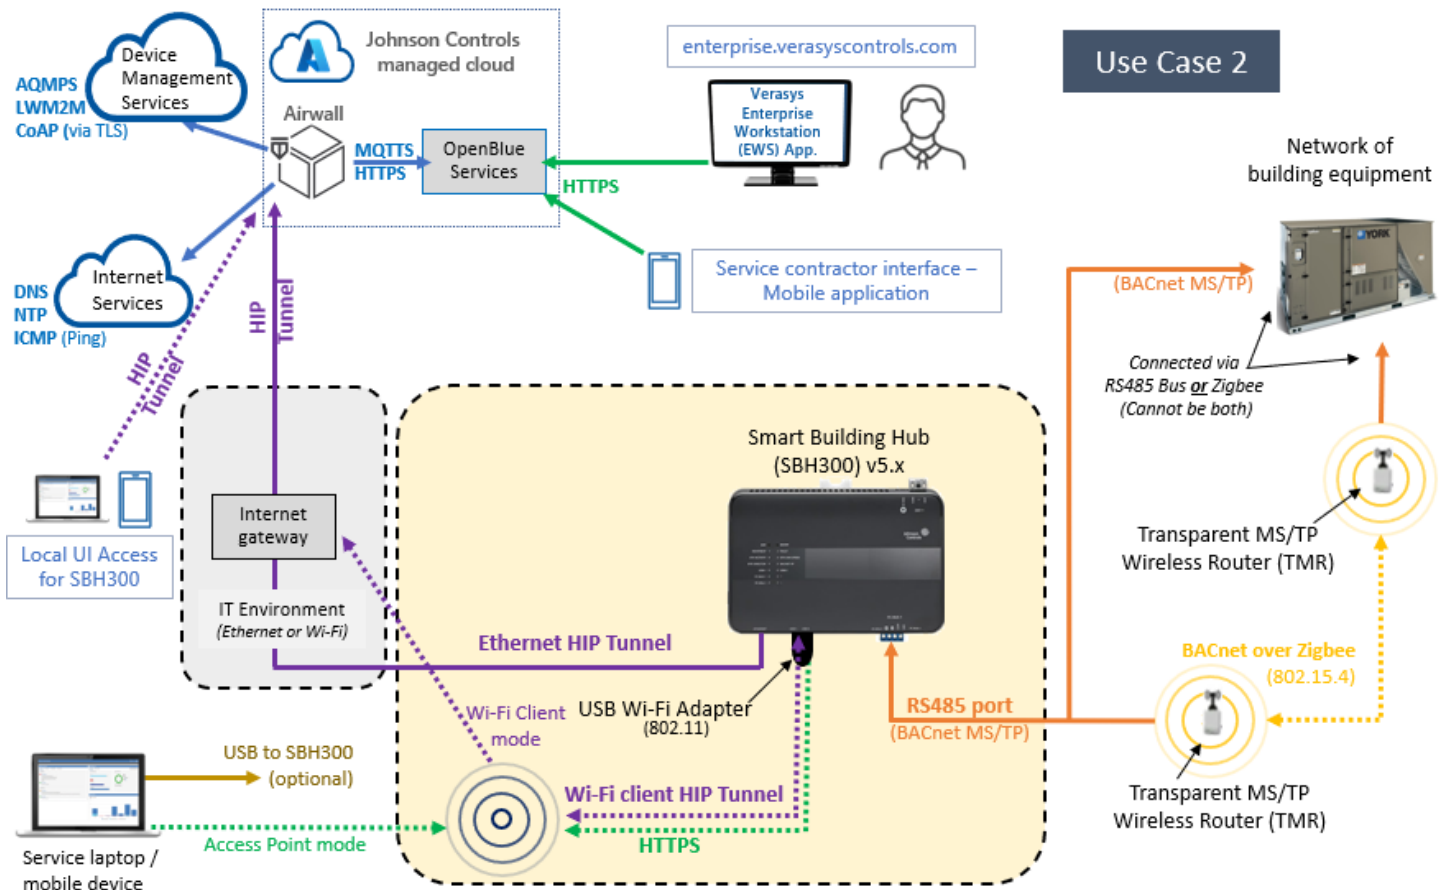 Device
Management
Services
AQMPS
LWM2M
CoAP (via TLS)
Johnson Controls
managed cloud
Airwall
MQTTS
HTTPS
OpenBlue
Services
enterprise.verasyscontrols.com
Verasys
Enterprise
Workstation
(EWS) App.
HTTPS
Use Case 2
Network of
building equipment
YORK
(BACnet MS/TP)
Connected via
RS485 Bus or Zigbee
(Cannot be both)
Service contractor interface –
Mobile application
Internet
Services
DNS
NTP
ICMP (Ping)
HIP
Tunnel
HIP
Tunnel
Local UI Access
for SBH300
Internet
gateway
IT Environment
(Ethernet or Wi-Fi)
Smart Building Hub
(SBH300) v5.x
Ethernet HIP Tunnel
Wi-Fi Client
mode
USB Wi-Fi Adapter
(802.11)
RS485 port
(BACnet MS/TP)
Transparent MS/TP
Wireless Router (TMR)
BACnet over Zigbee
(802.15.4)
Transparent MS/TP
Wireless Router (TMR)
USB to SBH300
(optional)
Wi-Fi client HIP Tunnel
HTTPS
Access Point mode
Service laptop /
mobile device